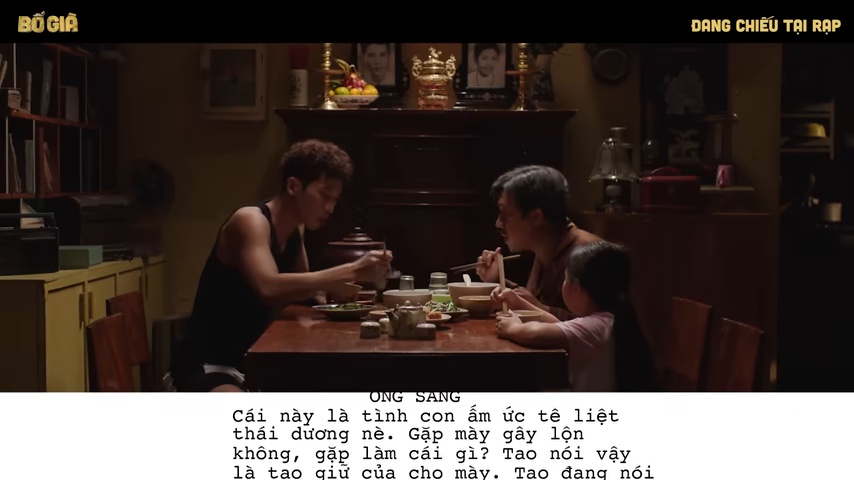 BỐ GIÀ
ĐANG CHIẾU TẠI RẠP
ÔNG SANG
Cái này là tình con ấm ức tê liệt
thái dương nè. Gặp mày gây lộn
không, gặp làm cái gì? Tao nói vậy
là tao giữ của cho mày. Tao đang nói